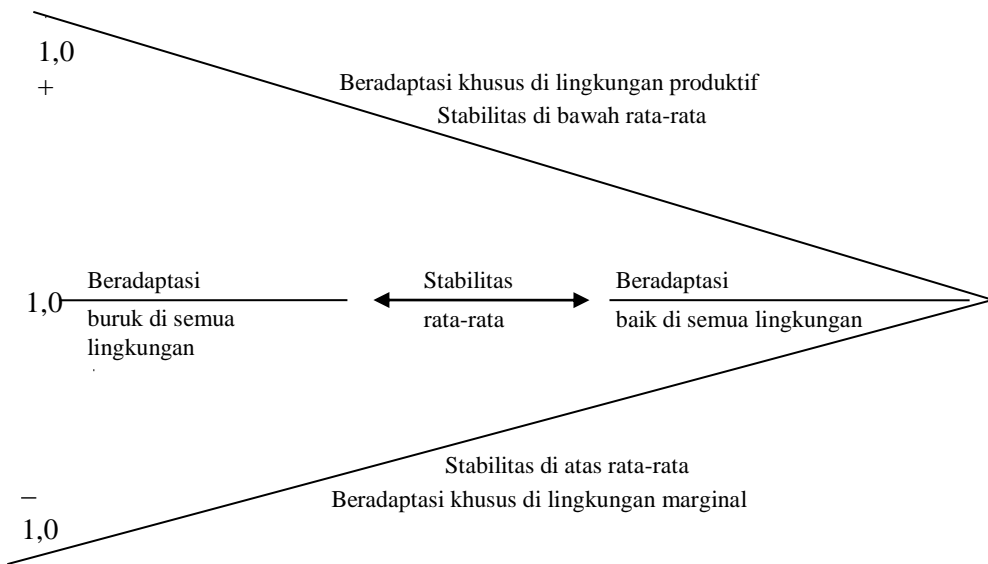 1,0
+
Beradaptasi khusus di lingkungan produktif
Stabilitas di bawah rata-rata
1,0
Beradaptasi
buruk di semua
lingkungan
Stabilitas
rata-rata
Beradaptasi
baik di semua lingkungan
Stabilitas di atas rata-rata
Beradaptasi khusus di lingkungan marginal
–
1,0